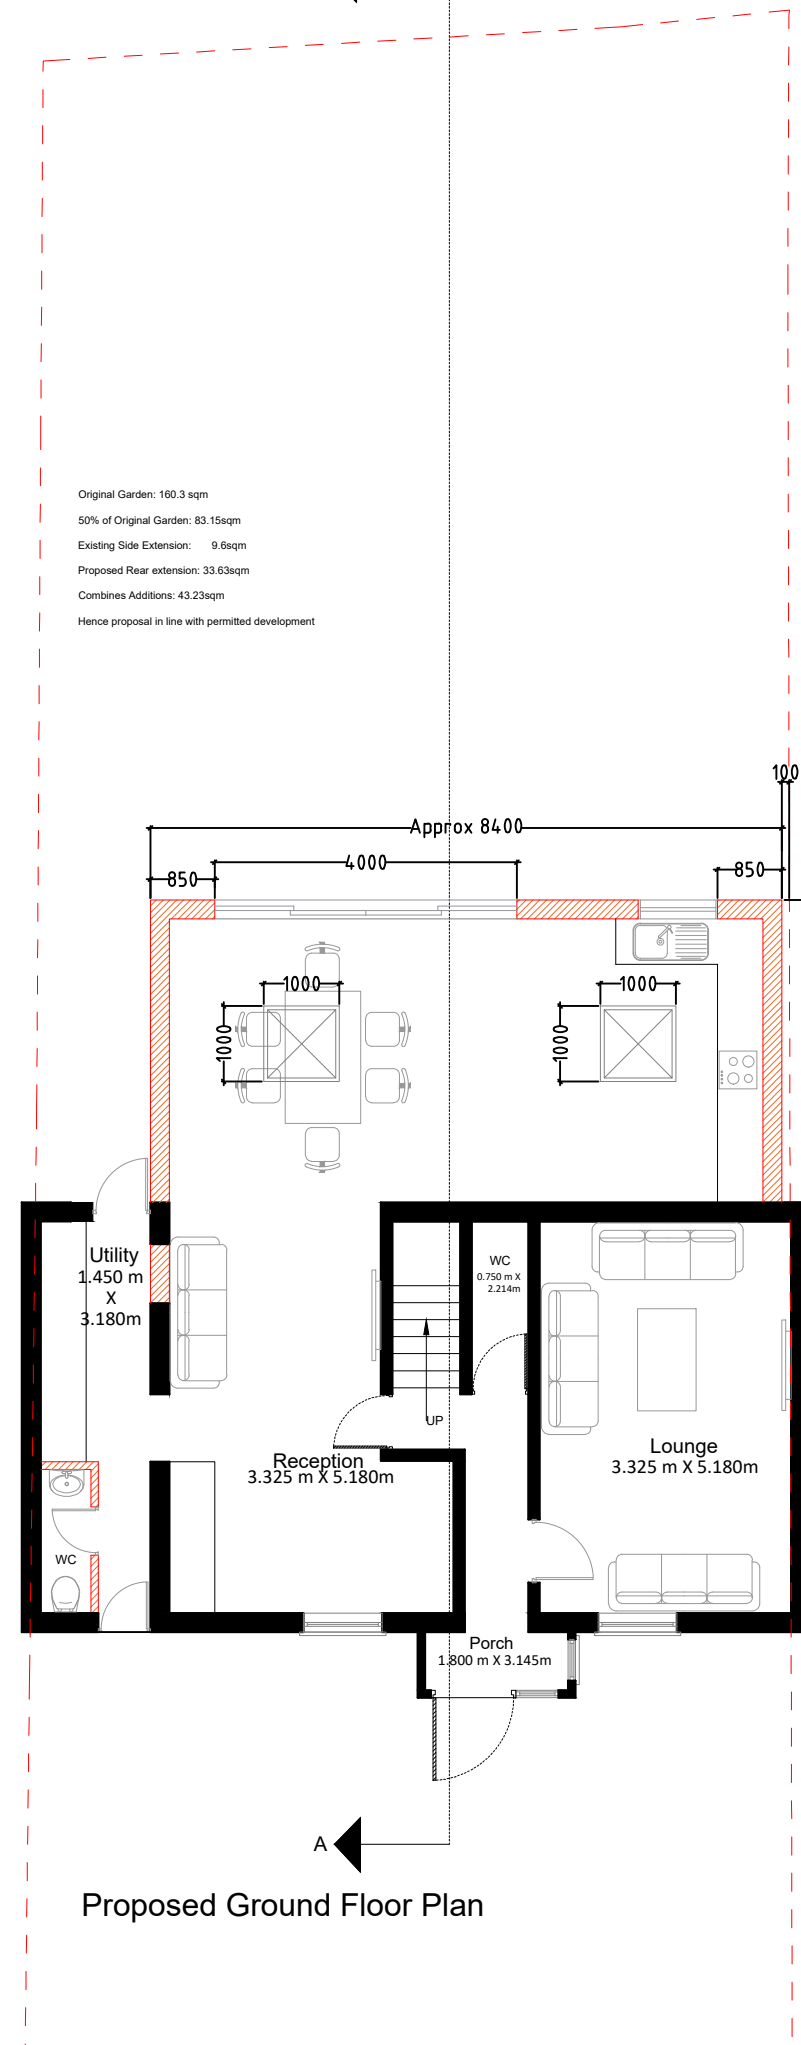 Original Garden: 160.3 sqm
50% of Original Garden: 83.15sqm
Existing Side Extension: 9.6sqm
Proposed Rear extension: 33.63sqm
Combines Additions: 43.23sqm
Hence proposal in line with permitted development
100
Approx 8400
4000
850
850
1000
1000
1000
1000
Utility
1.450 m
X
3.180m
WC
0.750 m X
2.214m
UP
Reception
3.325 m X 5.180m
Lounge
3.325 m X 5.180m
WC
Porch
1.800 m X 3.145m
A
Proposed Ground Floor Plan